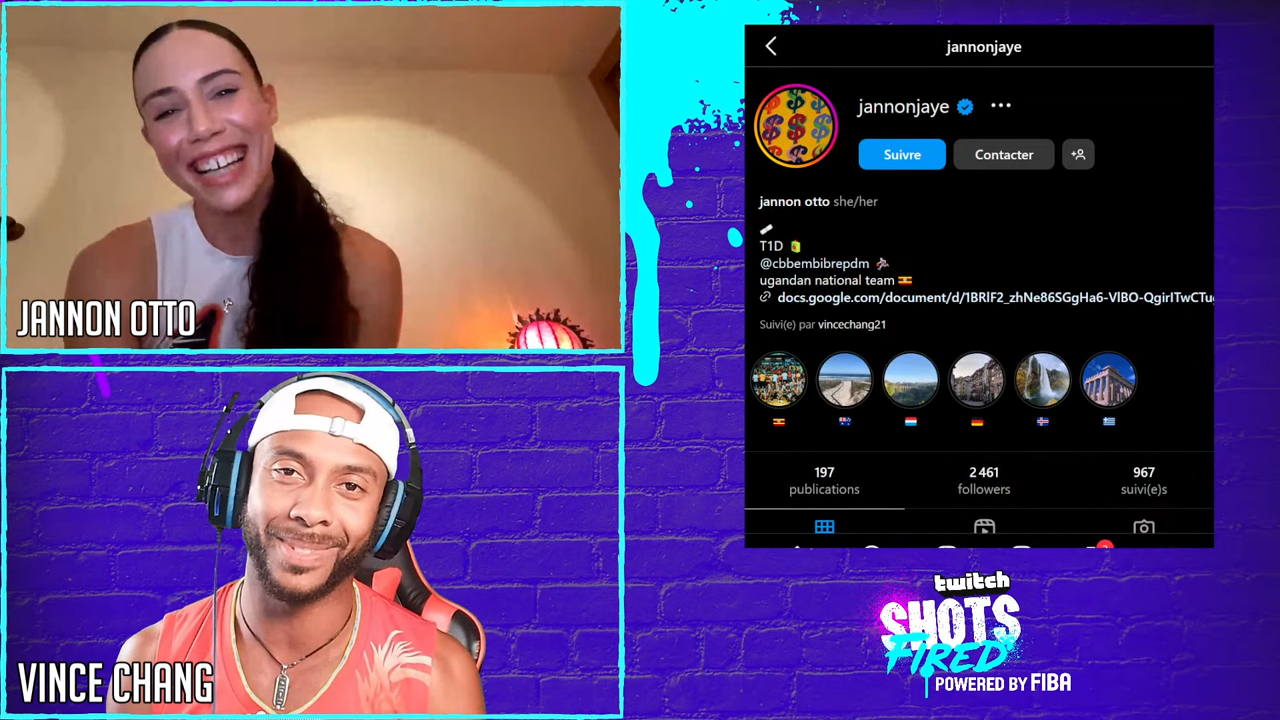 JANNON OTTO
VINCE CHANG
jannonjaye
jannonjaye
Suivre
Contacter
jannon otto she/her
T1D
@cbbembibrepdm
ugandan national team
docs.google.com/document/d/1BRlF2_zhNe86SGgHa6-VlBO-QgirITwCTu
Suivi(e) par vincechang21
197
publications
2 461
followers
967
suivi(e)s
twitch
SHOTS
FIRED
POWERED BY FIBA